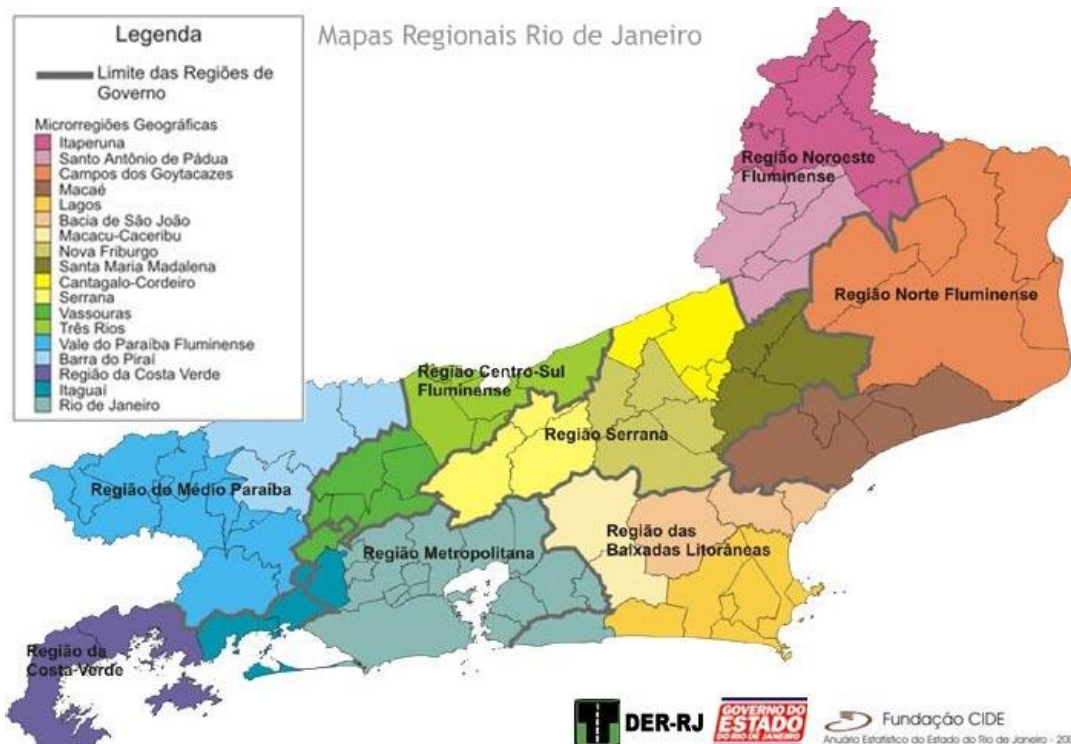 Legenda
Limite das Regiões de
Governo
Microrregiões Geográficas
Itaperuna
Santo Antônio de Pádua
Campos dos Goytacazes
Macaé
Lagos
Bacia de São João
Macacu-Caceribu
Nova Friburgo
Santa Maria Madalena
Cantagalo-Cordeiro
Serrana
Vassouras
Três Rios
Vale do Paraíba Fluminense
Barra do Piraí
Região da Costa Verde
Itaguaí
Rio de Janeiro
Mapas Regionais Rio de Janeiro
Região Noroeste
Fluminense
Região Norte Fluminense
Região Centro-Sul
Fluminense
Região Serrana
Região do Médio Paraíba
Região das
Baixadas Litorâneas
Região Metropolitana
Região da
Costa-Verde
DER-RJ
GOVERNO DO
ESTADO
DO RIO DE JANEIRO
Fundação CIDE
Anuário Estatístico do Estado do Rio de Janeiro -